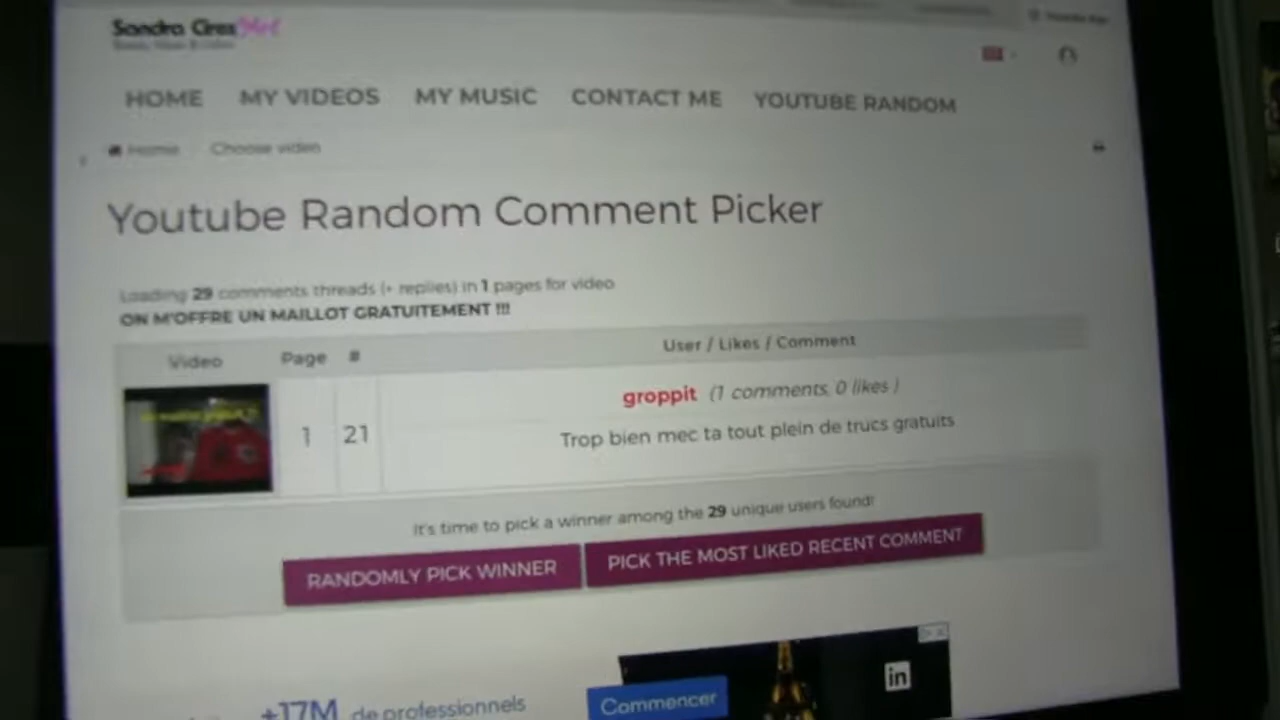 Sandra Cires Art
HOME MY VIDEOS MY MUSIC CONTACT ME YOUTUBE RANDOM
Home Choose video
Youtube Random Comment Picker
Loading 29 comments threads (+ replies) in 1 pages for video
ON M'OFFRE UN MAILLOT GRATUITEMENT !!!
Video Page # User / Likes / Comment
groppit (1 comments, 0 likes )
1 21
Trop bien mec ta tout plein de trucs gratuits
It's time to pick a winner among the 29 unique users found!
RANDOMLY PICK WINNER PICK THE MOST LIKED RECENT COMMENT
in
+17M de professionnels Commencer